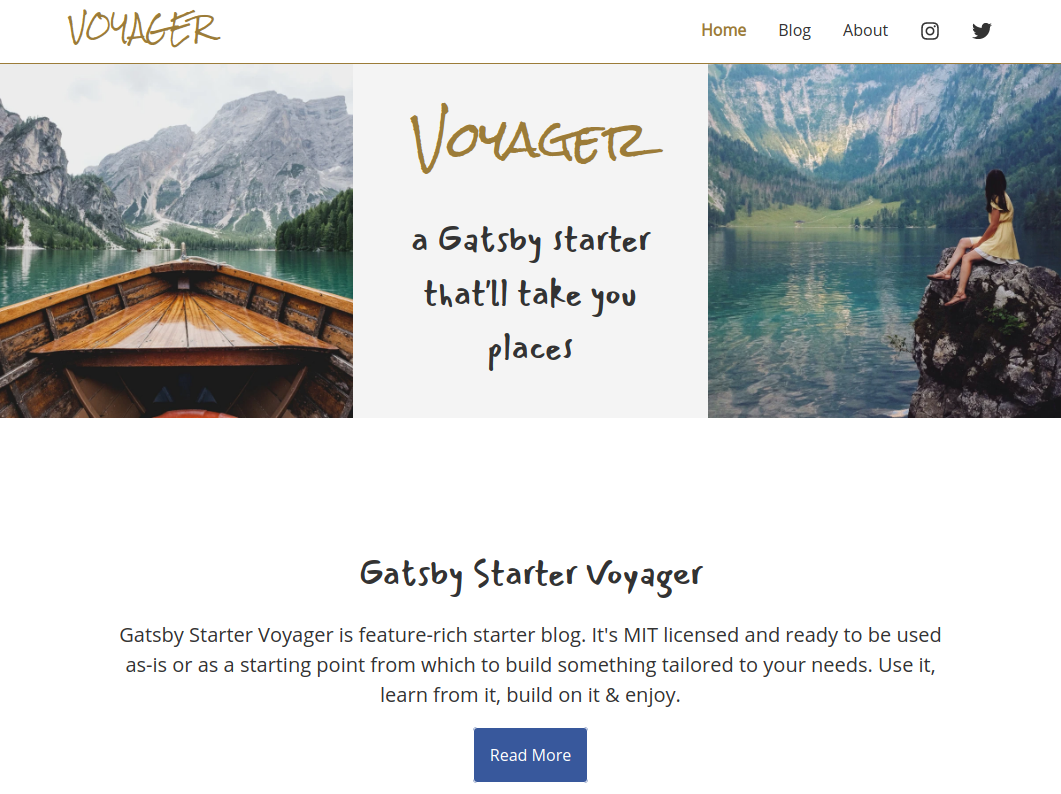 VOYAGER
Home Blog About
VOYAGER
a Gatsby starter
that'll take you
places
Gatsby Starter Voyager
Gatsby Starter Voyager is feature-rich starter blog. It's MIT licensed and ready to be used
as-is or as a starting point from which to build something tailored to your needs. Use it,
learn from it, build on it & enjoy.
Read More